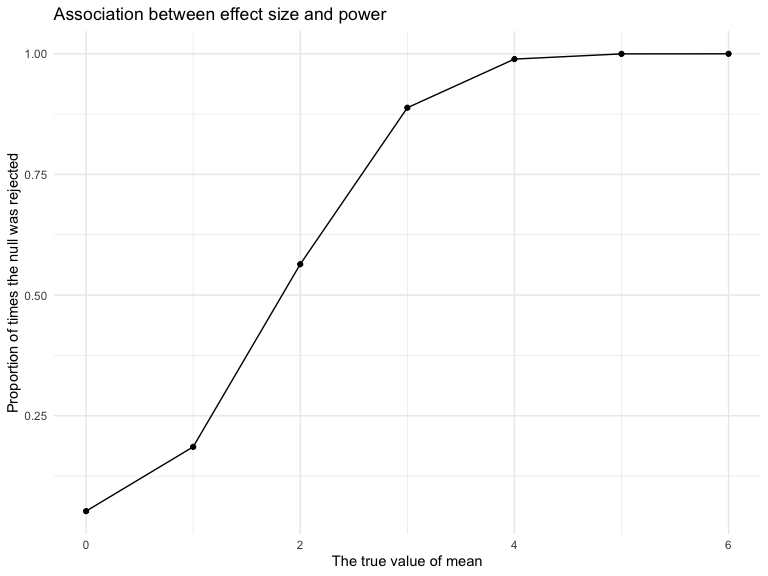 Association between effect size and power
Proportion of times the null was rejected
1.00
0.75
0.50
0.25
0 2 4 6
The true value of mean